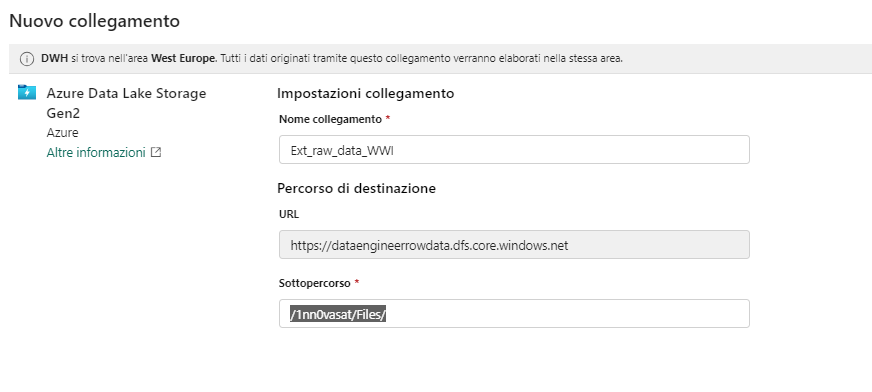 Nuovo collegamento
DWH si trova nell'area West Europe. Tutti i dati originati tramite questo collegamento verranno elaborati nella stessa area.
Azure Data Lake Storage
Gen2
Azure
Altre informazioni
Impostazioni collegamento
Nome collegamento *
Ext_raw_data_WWI
Percorso di destinazione
URL
https://dataengineerrowdata.dfs.core.windows.net
Sottopercorso *
/1nn0vasat/Files/